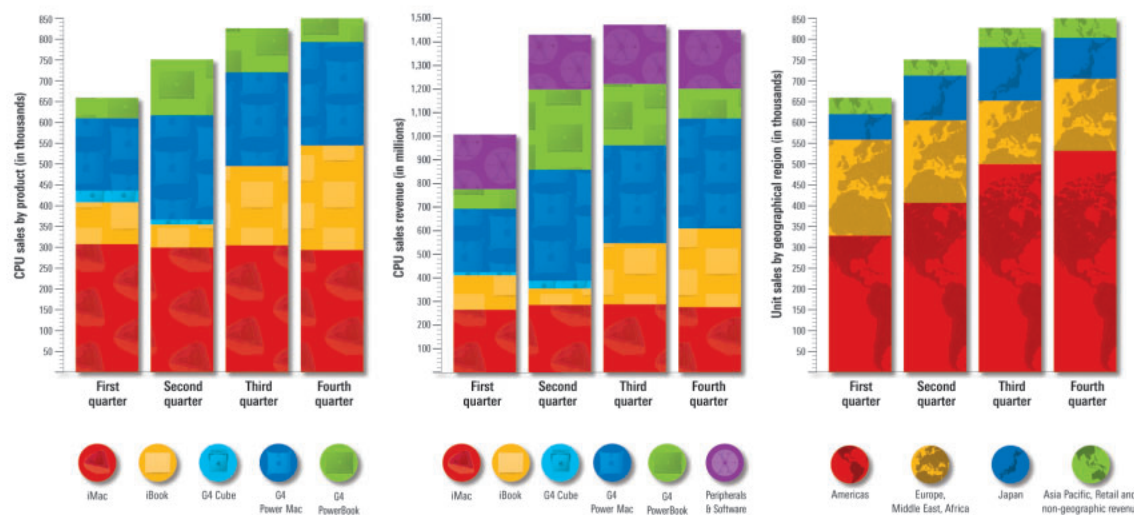 CPU sales by product (in thousands)
850
800
750
700
650
600
550
500
450
400
350
300
250
200
150
100
50
First
quarter
Second
quarter
Third
quarter
Fourth
quarter
iMac
iBook
G4 Cube
G4
Power Mac
G4
PowerBook
CPU sales revenue (in millions)
1,500
1,400
1,300
1,200
1,100
1,000
900
800
700
600
500
400
300
200
100
First
quarter
Second
quarter
Third
quarter
Fourth
quarter
iMac
iBook
G4 Cube
G4
Power Mac
G4
PowerBook
Peripherals
& Software
Unit sales by geographical region (in thousands)
850
800
750
700
650
600
550
500
450
400
350
300
250
200
150
100
50
First
quarter
Second
quarter
Third
quarter
Fourth
quarter
Americas
Europe,
Middle East, Africa
Japan
Asia Pacific, Retail and
non-geographic revenu